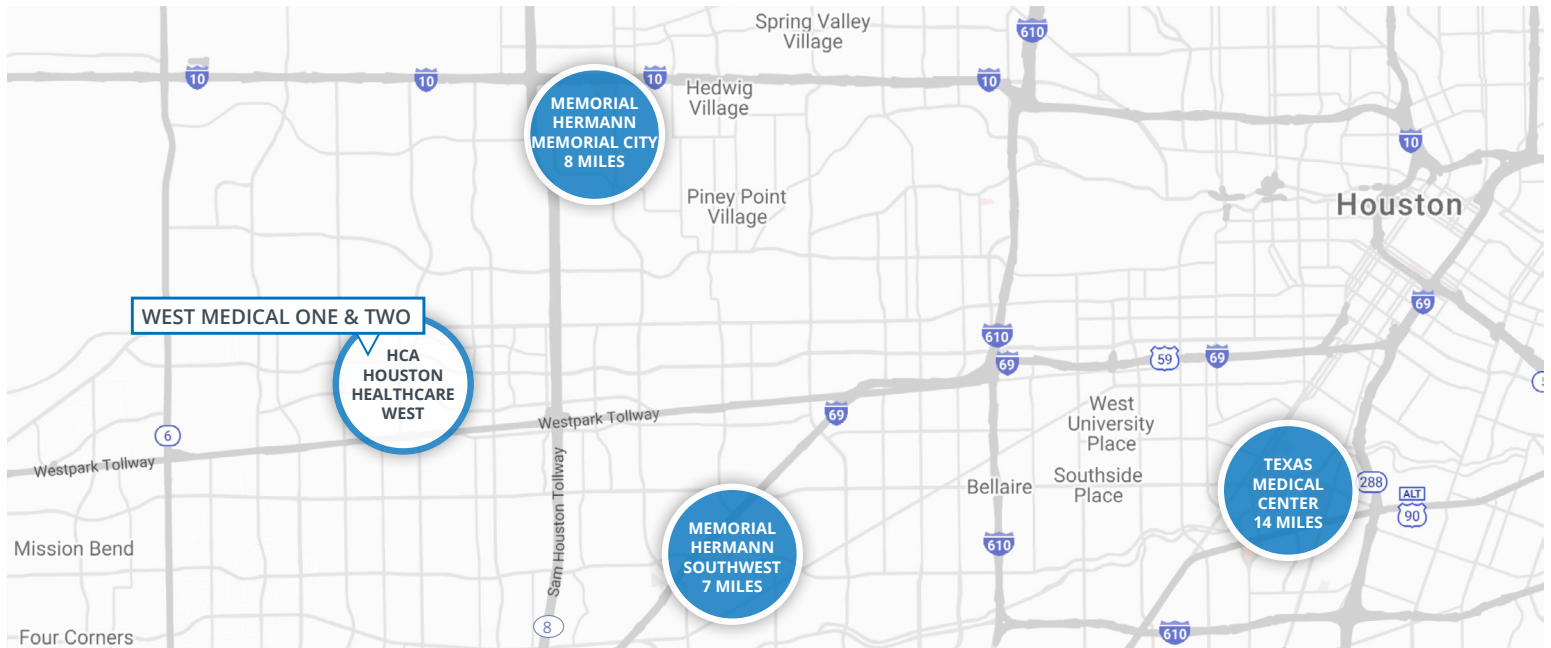 Spring Valley
Village
610
10
10
10
10
Hedwig
Village
MEMORIAL
HERMANN
MEMORIAL CITY
8 MILES
10
Piney Point
Village
Houston
WEST MEDICAL ONE & TWO
69
610
HCA
HOUSTON
HEALTHCARE
WEST
69
59
69
Westpark Tollway
69
West
University
Place
6
Westpark Tollway
Sam Houston Tollway
Bellaire
Southside
Place
TEXAS
MEDICAL
CENTER
14 MILES
288
ALT
90
MEMORIAL
HERMANN
SOUTHWEST
7 MILES
610
Mission Bend
8
610
Four Corners